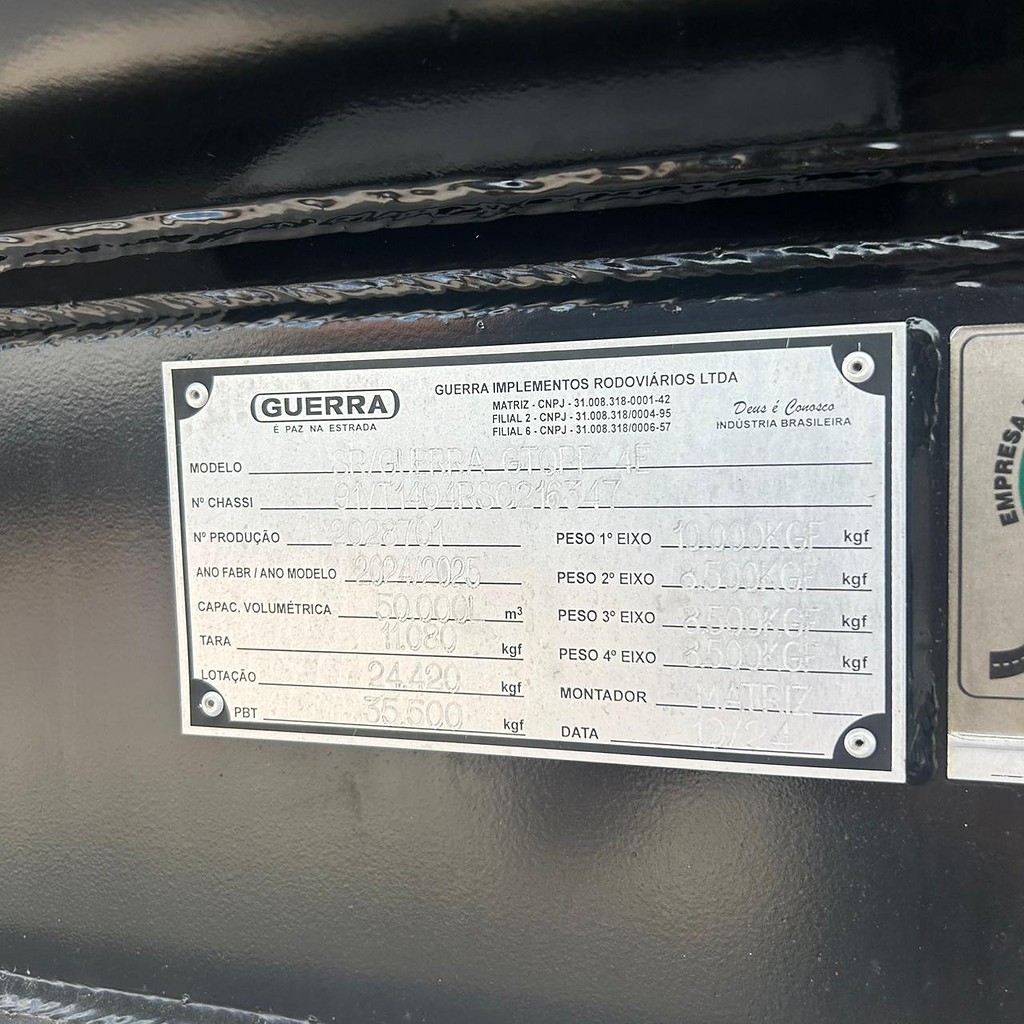 GUERRA
É PAZ NA ESTRADA
GUERRA IMPLEMENTOS RODOVIÁRIOS LTDA
MATRIZ - CNPJ - 31.008.318-0001-42
FILIAL 2 - CNPJ - 31.008.318/0004-95
FILIAL 6 - CNPJ - 31.008.318/0006-57
Deus é Conosco
INDÚSTRIA BRASILEIRA
MODELO SR/GUERRA 4E
Nº CHASSI
Nº PRODUÇÃO 2028701
ANO FABR / ANO MODELO 2024/2025
CAPAC. VOLUMÉTRICA 50.000L m³
TARA 11.080 kgf
LOTAÇÃO 24.420 kgf
PBT 35.500 kgf
PESO 1º EIXO 10.000KGF kgf
PESO 2º EIXO 8.500KGF kgf
PESO 3º EIXO 8.500KGF kgf
PESO 4º EIXO 8.500KGF kgf
MONTADOR MATRIZ
DATA
EMPRESA